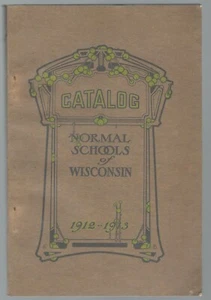 CATALOG
NORMAL
SCHOOLS
of
WISCONSIN
1912-1913